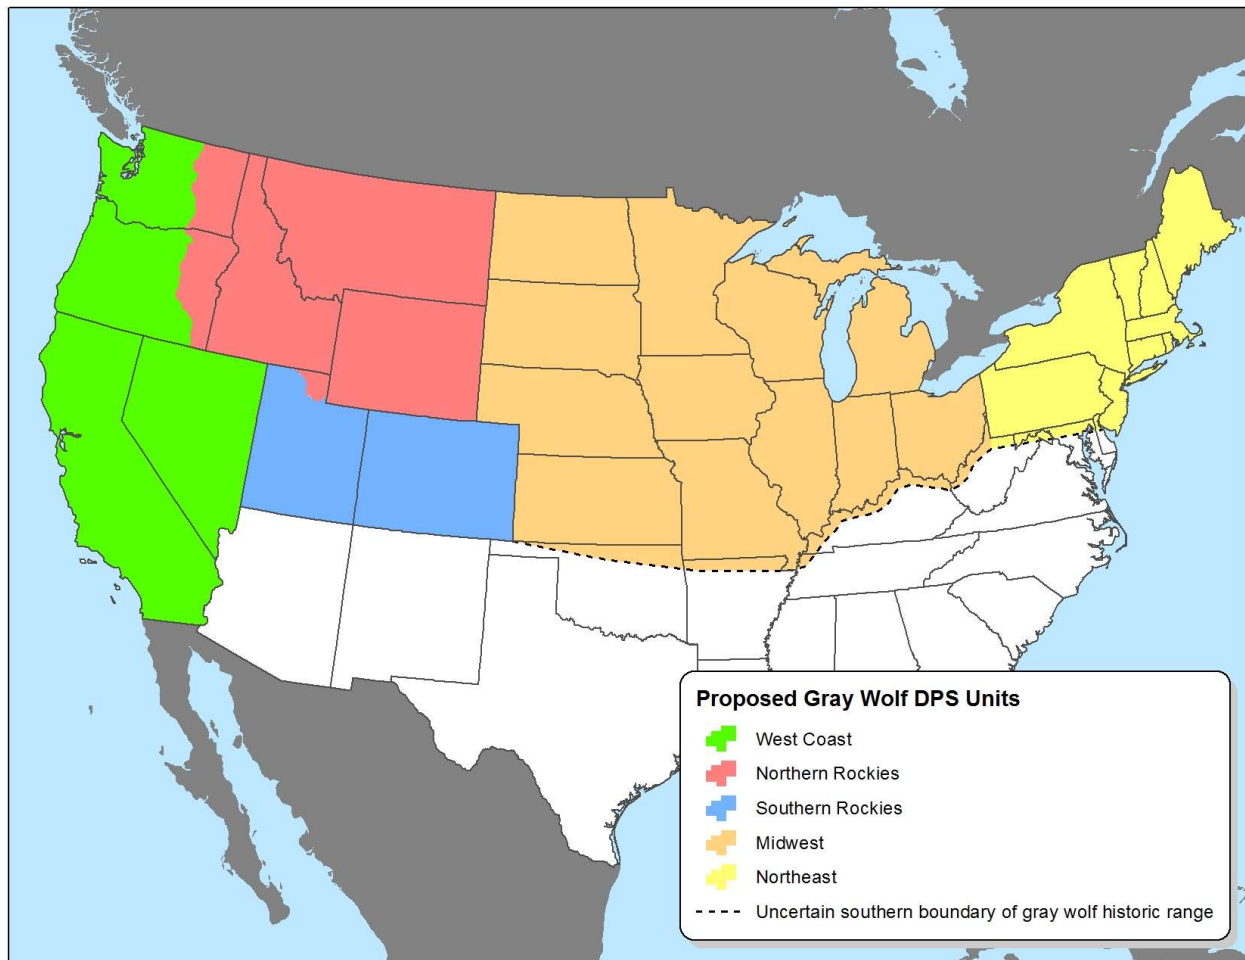 Proposed Gray Wolf DPS Units
West Coast
Northern Rockies
Southern Rockies
Midwest
Northeast
Uncertain southern boundary of gray wolf historic range